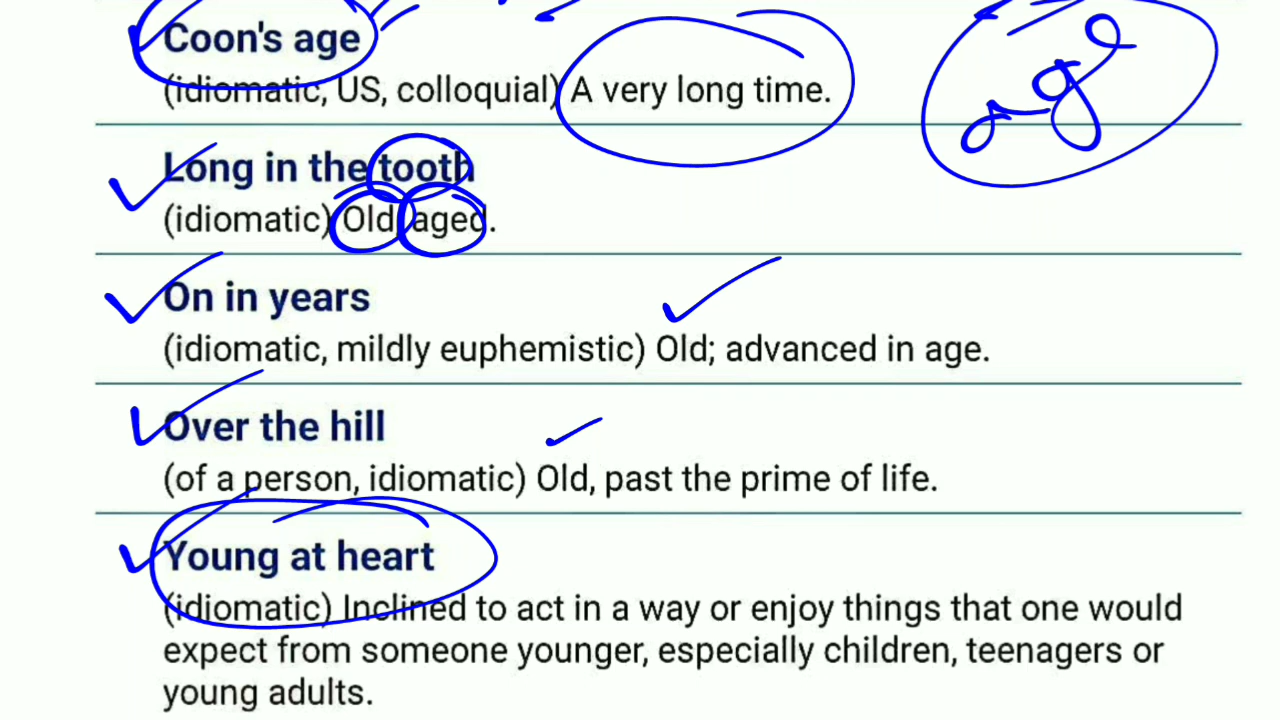 Coon's age
(idiomatic, US, colloquial) A very long time.
age
Long in the tooth
(idiomatic) Old, aged.
On in years
(idiomatic, mildly euphemistic) Old; advanced in age.
Over the hill
(of a person, idiomatic) Old, past the prime of life.
Young at heart
(idiomatic) Inclined to act in a way or enjoy things that one would
expect from someone younger, especially children, teenagers or
young adults.